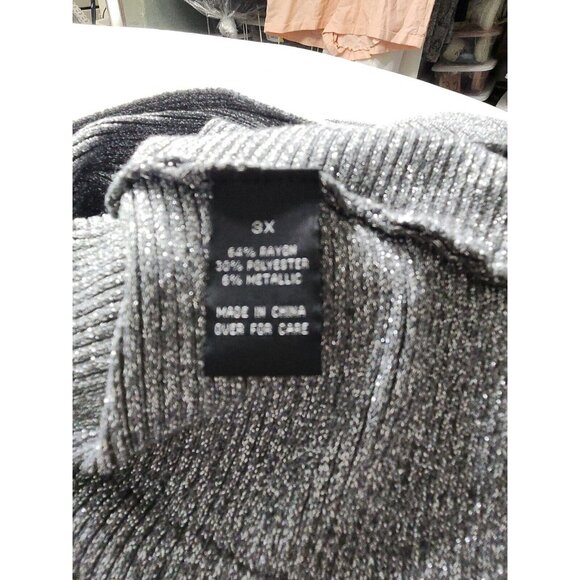 3X
64% RAYON
30% POLYESTER
6% METALLIC
MADE IN CHINA
OVER FOR CARE